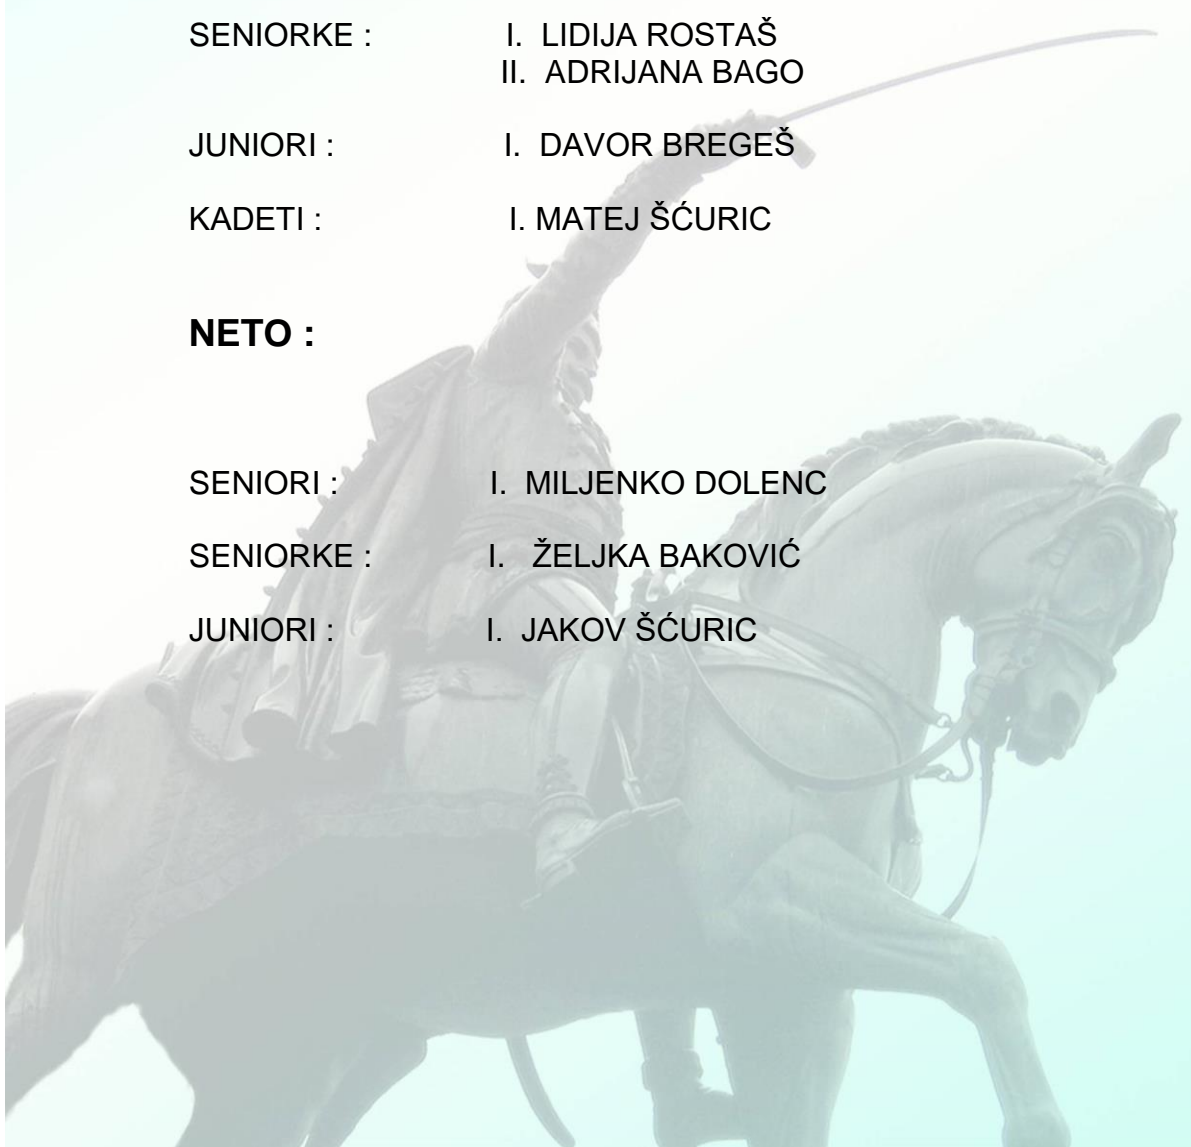 SENIORKE : I. LIDIJA ROSTAŠ
II. ADRIJANA BAGO
JUNIORI : I. DAVOR BREGEŠ
KADETI : I. MATEJ ŠĆURIC
NETO :
SENIORI : I. MILJENKO DOLENC
SENIORKE : I. ŽELJKA BAKOVIĆ
JUNIORI : I. JAKOV ŠĆURIC